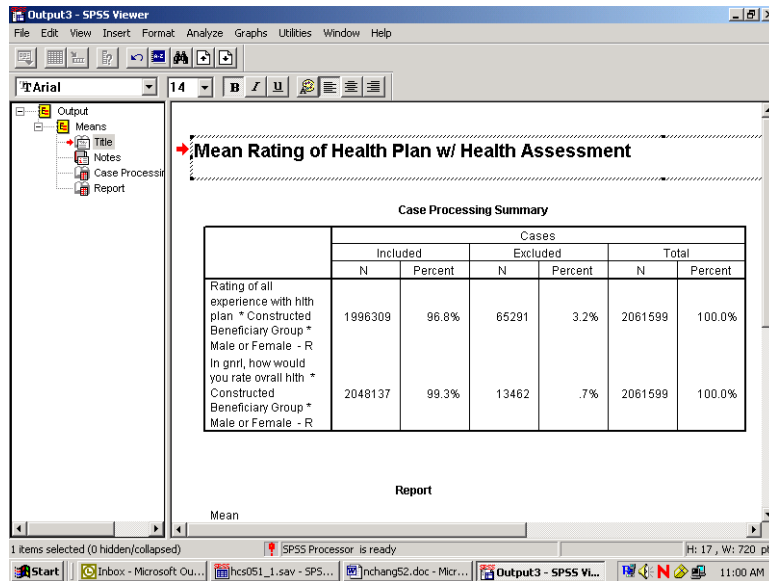 Output3 - SPSS Viewer
File Edit View Insert Format Analyze Graphs Utilities Window Help
Arial 14 B I U
Output
Means
Title
Notes
Case Processin
Report
Mean Rating of Health Plan w/ Health Assessment
Case Processing Summary
Cases
Included Excluded Total
N Percent N Percent N Percent
Rating of all
experience with hlth
plan * Constructed
Beneficiary Group *
Male or Female - R
1996309 96.8% 65291 3.2% 2061599 100.0%
In gnrl, how would
you rate ovrall hlth *
Constructed
Beneficiary Group *
Male or Female - R
2048137 99.3% 13462 .7% 2061599 100.0%
Report
Mean
1 items selected (0 hidden/collapsed) SPSS Processor is ready H: 17 , W: 720 pt
Start Inbox - Microsoft Ou... hcs051_1.sav - SPS... nchang52.doc - Micr... Output3 - SPSS Vi... 11:00 AM